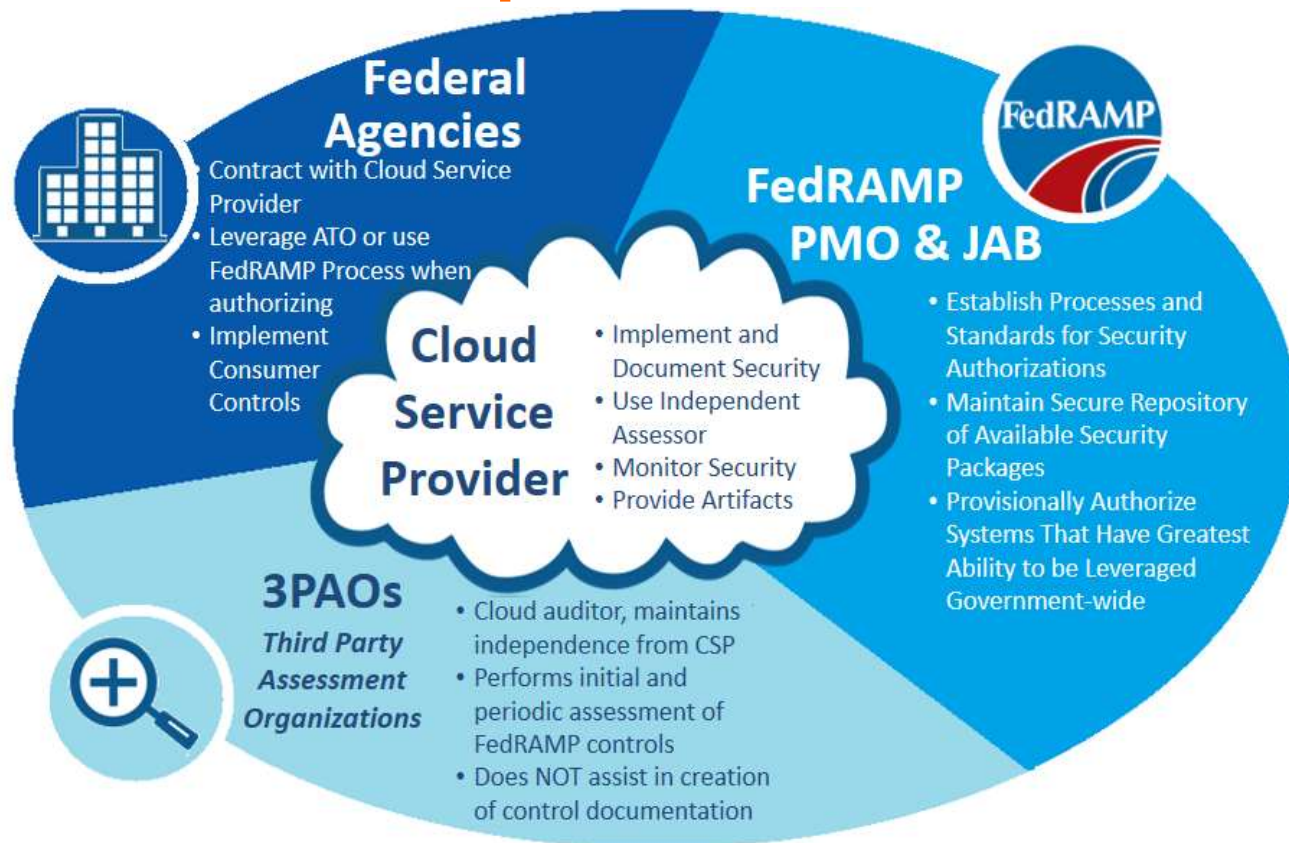 Federal
Agencies
• Contract with Cloud Service
Provider
• Leverage ATO or use
FedRAMP Process when
authorizing
• Implement
Consumer
Controls
FedRAMP
FedRAMP
PMO & JAB
• Establish Processes and
Standards for Security
Authorizations
• Maintain Secure Repository
of Available Security
Packages
• Provisionally Authorize
Systems That Have Greatest
Ability to be Leveraged
Government-wide
Cloud
Service
Provider
• Implement and
Document Security
• Use Independent
Assessor
• Monitor Security
• Provide Artifacts
3PAOs
Third Party
Assessment
Organizations
• Cloud auditor, maintains
independence from CSP
• Performs initial and
periodic assessment of
FedRAMP controls
• Does NOT assist in creation
of control documentation